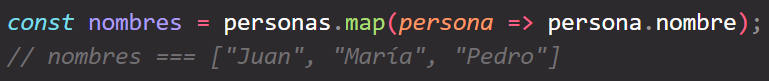 const nombres = personas.map(persona => persona.nombre);
// nombres === ["Juan", "María", "Pedro"]